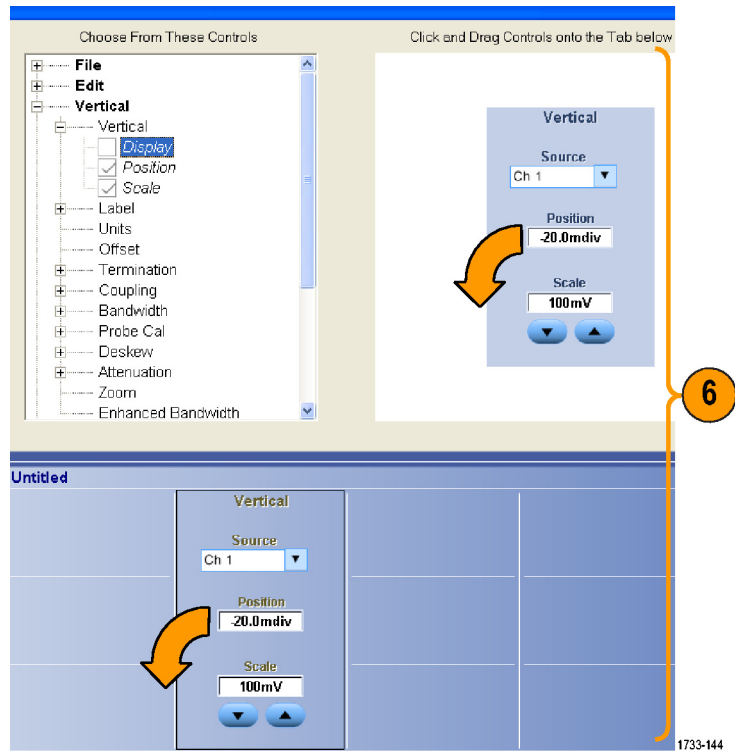 Choose From These Controls
Click and Drag Controls onto the Tab below
File
Edit
Vertical
Vertical
Display
Position
Scale
Label
Units
Offset
Termination
Coupling
Bandwidth
Probe Cal
Deskew
Attenuation
Zoom
Enhanced Bandwidth
Vertical
Source
Ch 1
Position
-20.0mdiv
Scale
100mV
6
Untitled
Vertical
Source
Ch 1
Position
-20.0mdiv
Scale
100mV
1733-144